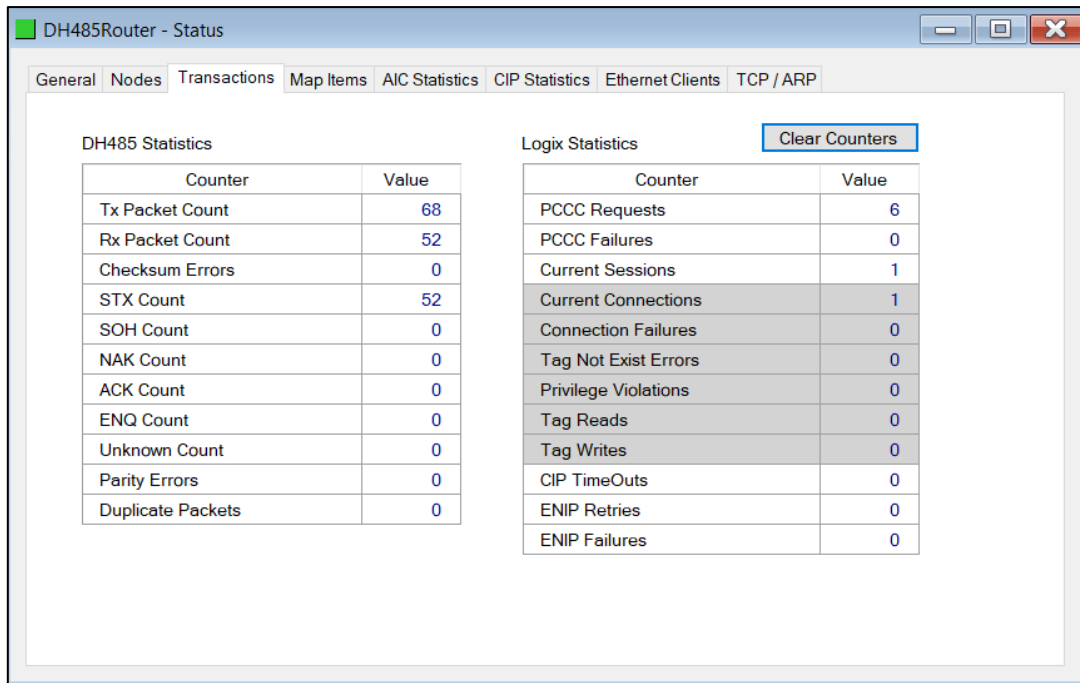 DH485Router - Status
General Nodes Transactions Map Items AIC Statistics CIP Statistics Ethernet Clients TCP / ARP
DH485 Statistics
Counter Value
Tx Packet Count 68
Rx Packet Count 52
Checksum Errors 0
STX Count 52
SOH Count 0
NAK Count 0
ACK Count 0
ENQ Count 0
Unknown Count 0
Parity Errors 0
Duplicate Packets 0
Logix Statistics
Clear Counters
Counter Value
PCCC Requests 6
PCCC Failures 0
Current Sessions 1
Current Connections 1
Connection Failures 0
Tag Not Exist Errors 0
Privilege Violations 0
Tag Reads 0
Tag Writes 0
CIP TimeOuts 0
ENIP Retries 0
ENIP Failures 0